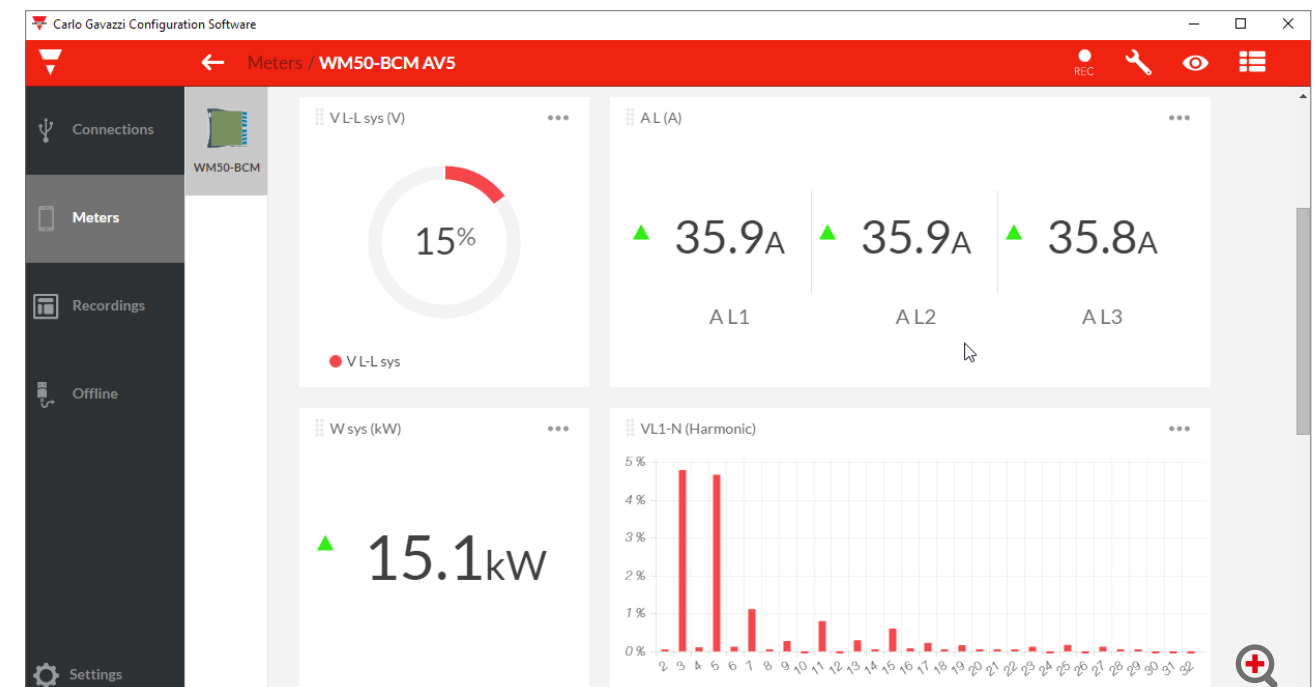 Carlo Gavazzi Configuration Software
Meters / WM50-BCM AV5
REC
Connections
Meters
Recordings
Offline
Settings
WM50-BCM
V L-L sys (V)
15%
V L-L sys
A L (A)
35.9A 35.9A 35.8A
A L1 A L2 A L3
W sys (kW)
15.1kW
VL1-N (Harmonic)
5 %
4 %
3 %
2 %
1 %
0 %
2 3 4 5 6 7 8 9 10 11 12 13 14 15 16 17 18 19 20 21 22 23 24 25 26 27 28 29 30 31 32